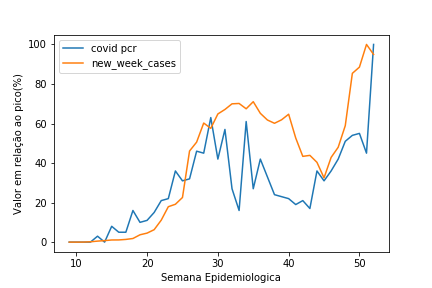 100
80
60
40
20
0
Valor em relação ao pico(%)
covid pcr
new_week_cases
10
20
30
40
50
Semana Epidemiologica